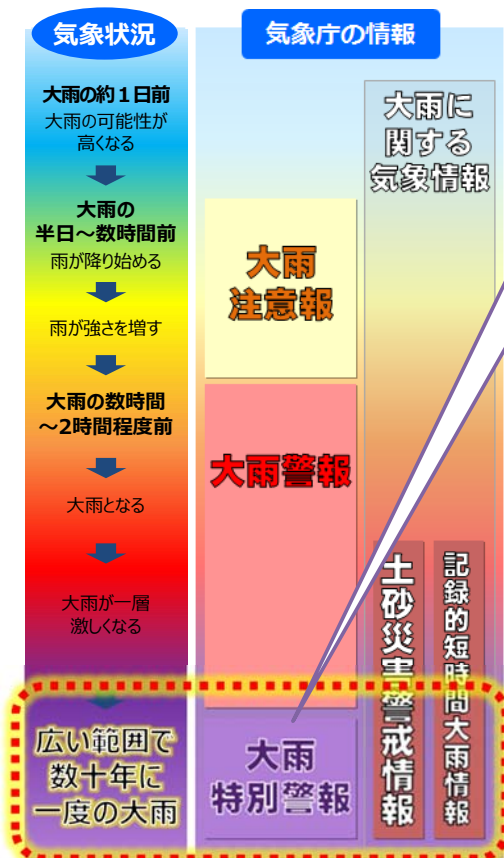 気象状況
気象庁の情報
大雨の約1日前
大雨の可能性が
高くなる
大雨の
半日~数時間前
雨が降り始める
雨が強さを増す
大雨の数時間
~2時間程度前
大雨となる
大雨が一層
激しくなる
広い範囲で
数十年に
一度の大雨
大雨
注意報
大雨警報
大雨
特別警報
大雨に
関する
気象情報
土砂災害警戒情報
記録的短時間大雨情報